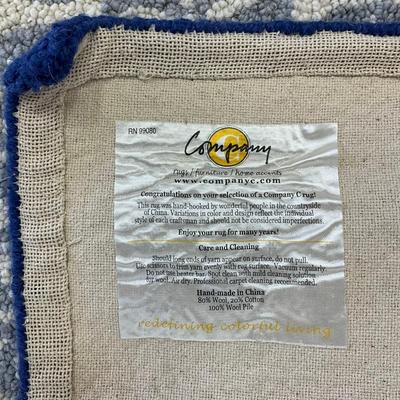 RN 99080
Company C
rugs / furniture / home accents
www.companyc.com
Congratulations on your selection of a Company C rug!
This rug was hand-hooked by wonderful people in the countryside
of China. Variations in color and design reflect the individual
style of each craftsman and should not be considered imperfections.
Enjoy your rug for many years!
Care and Cleaning
Should long ends of yarn appear on surface, do not pull.
Use scissors to trim yarn evenly with rug surface. Vacuum regularly.
Do not use beater bar. Spot clean with mild cleaning solutions
for wool. Air dry. Professional carpet cleaning recommended.
Hand-made in China
80% Wool, 20% Cotton
100% Wool Pile
redefining colorful living